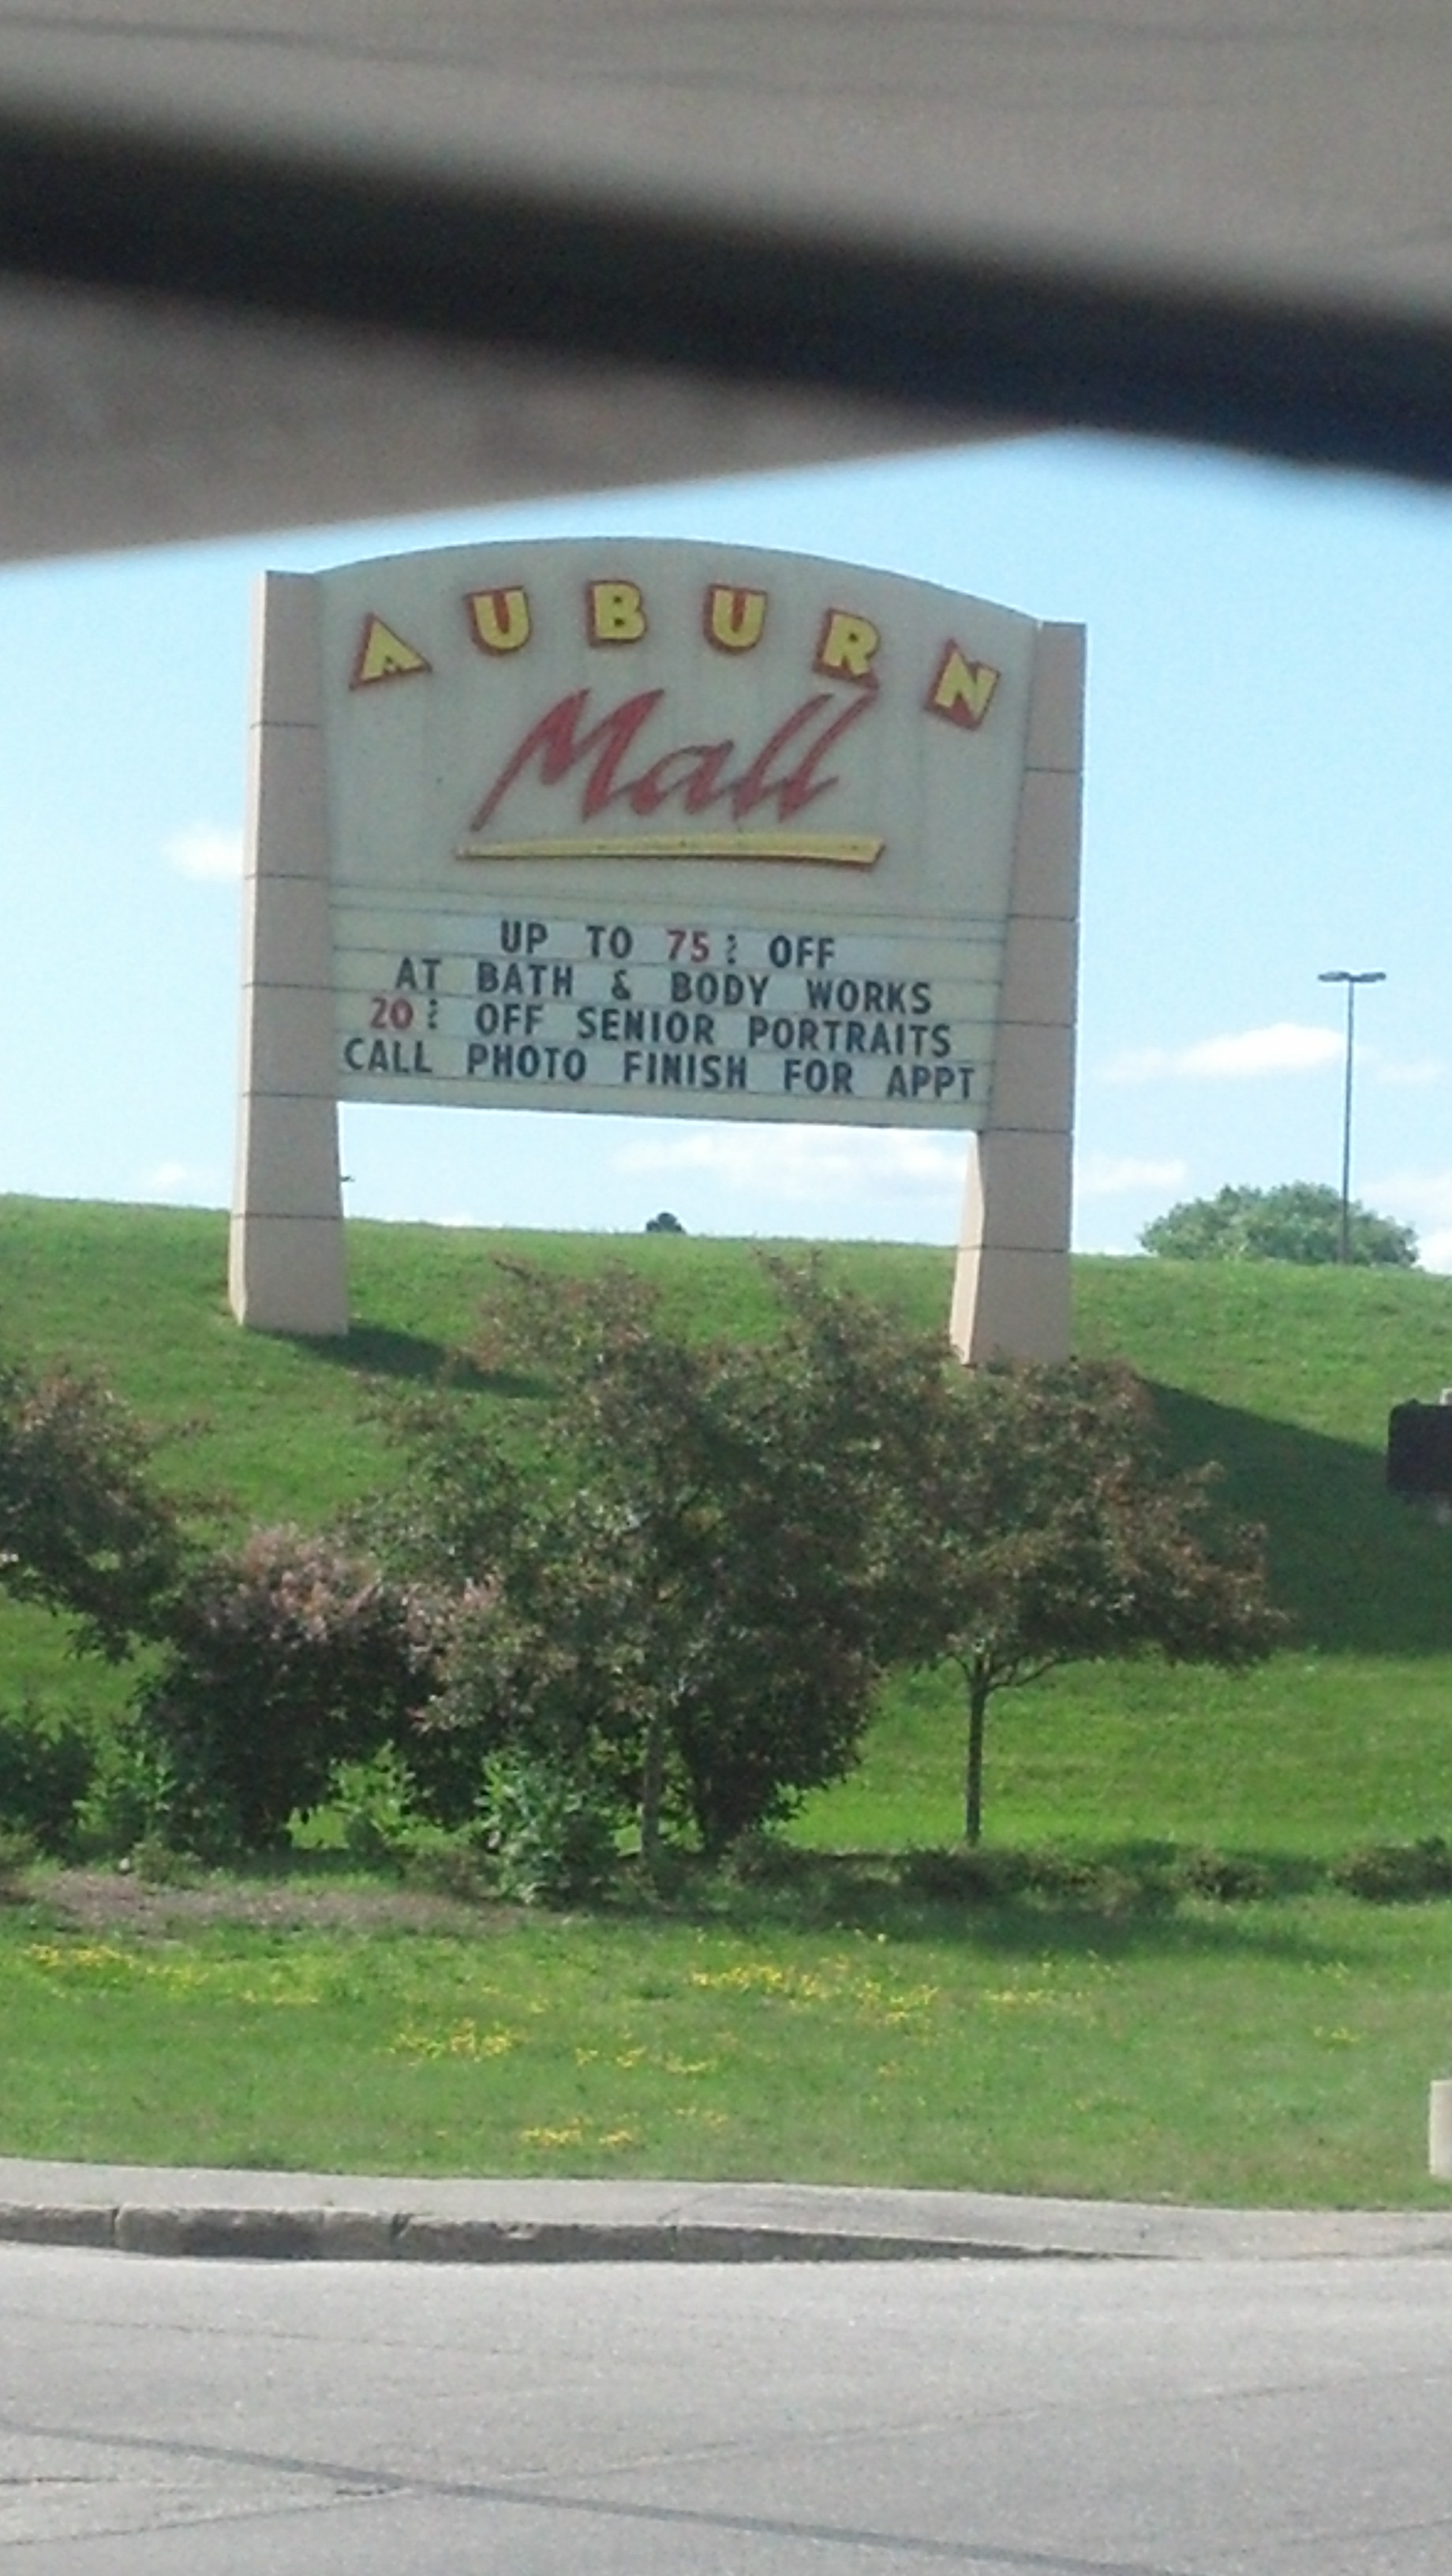 AUBURN
Mall
UP TO 75% OFF
AT BATH & BODY WORKS
20% OFF SENIOR PORTRAITS
CALL PHOTO FINISH FOR APPT